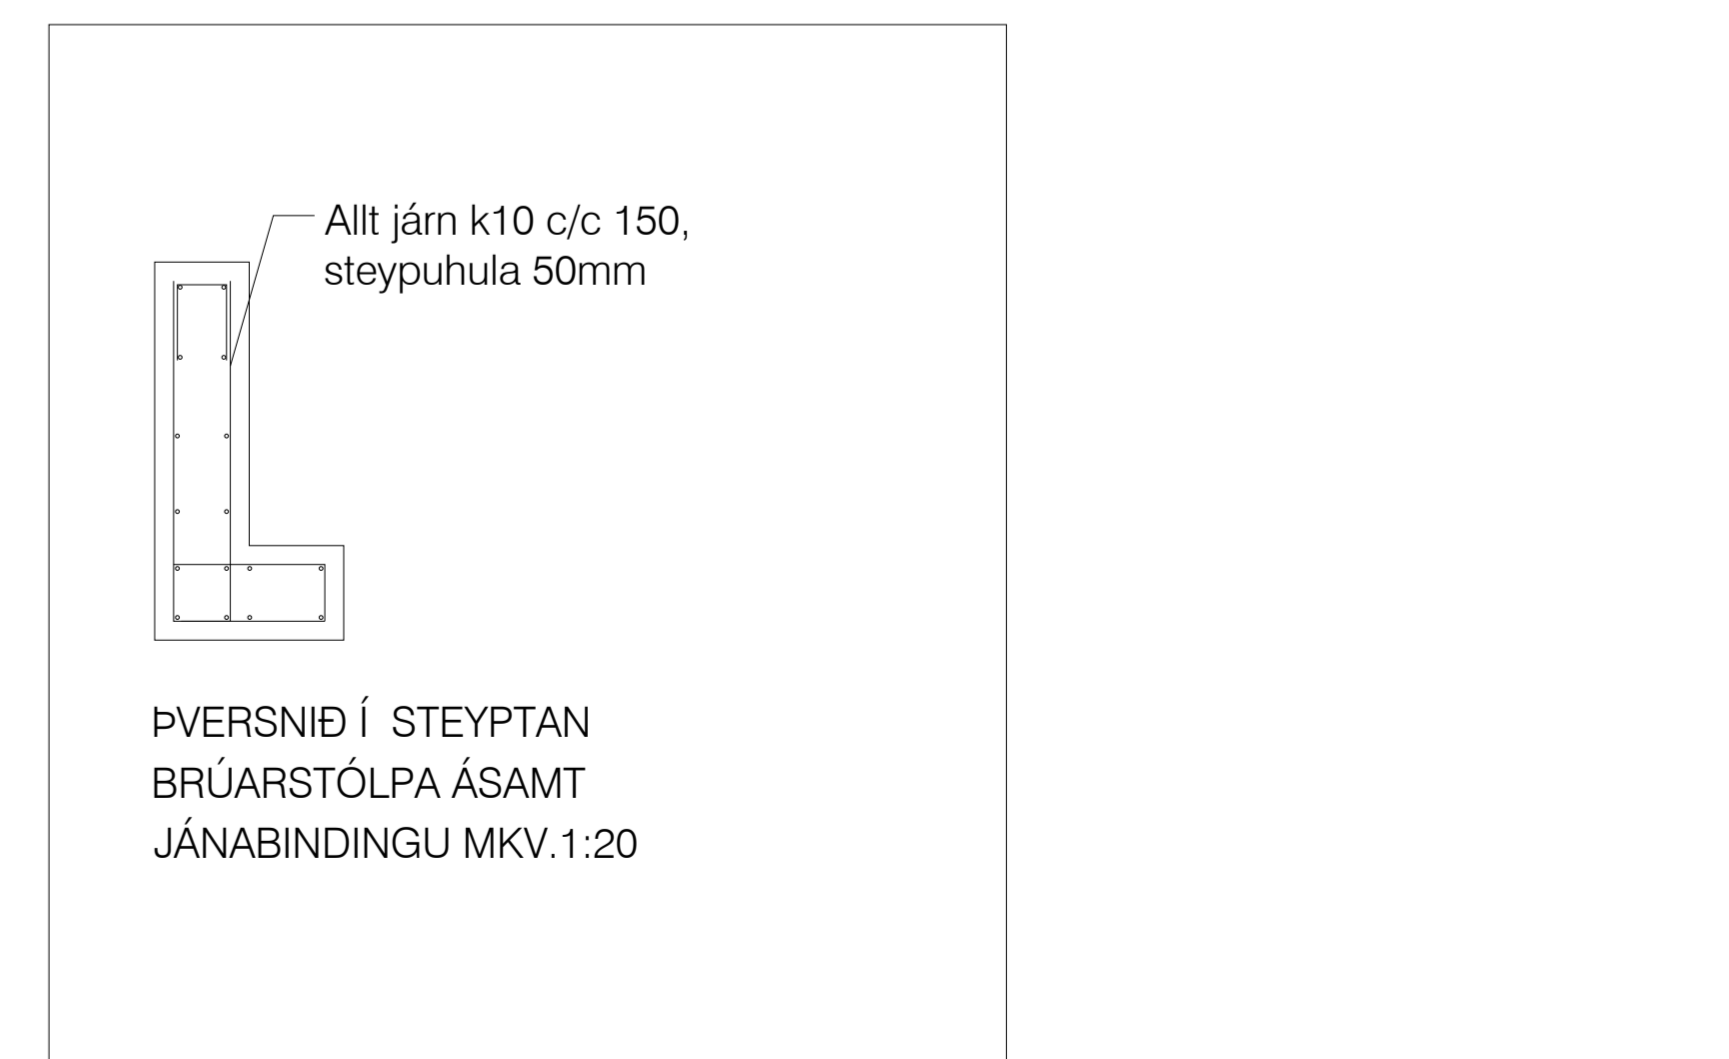 Allt járn k10 c/c 150,
steypuhula 50mm
ÞVERSNIÐ Í STEYPTAN
BRÚARSTÓLPA ÁSAMT
JÁNABINDINGU MKV.1:20